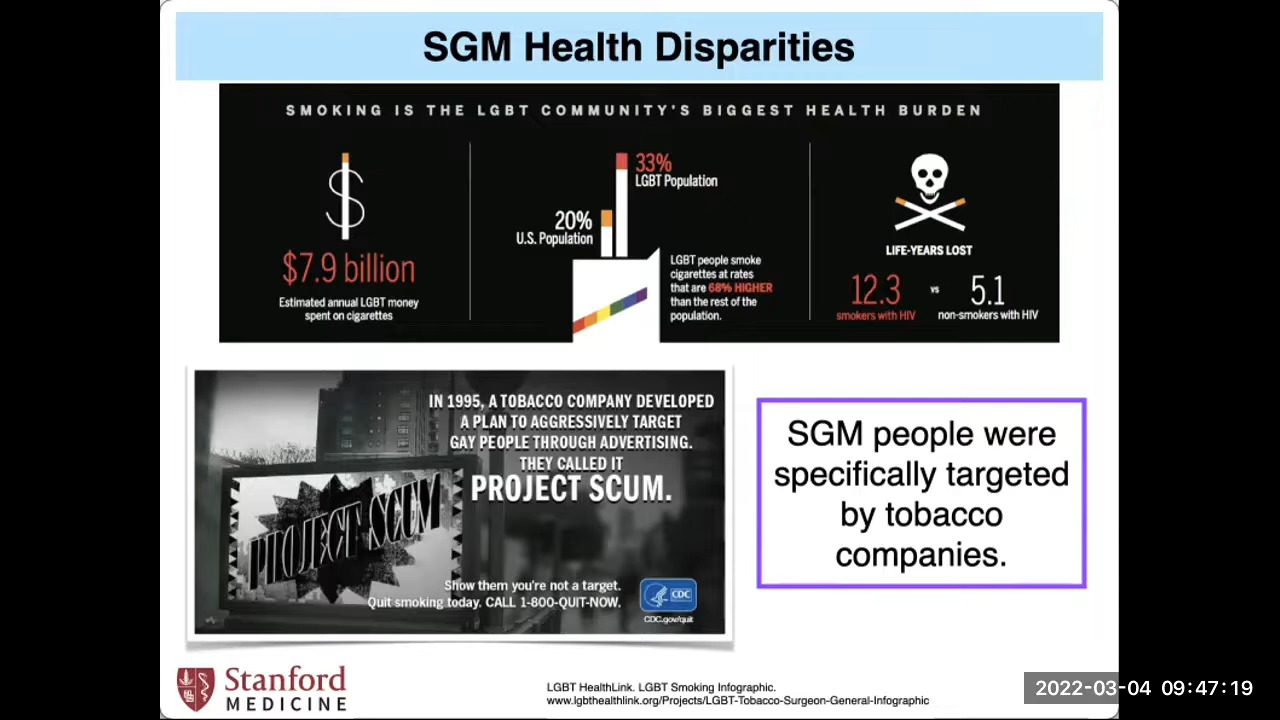 SGM Health Disparities
SMOKING IS THE LGBT COMMUNITY'S BIGGEST HEALTH BURDEN
$7.9 billion
Estimated annual LGBT money
spent on cigarettes
33%
LGBT Population
20%
U.S. Population
LGBT people smoke
cigarettes at rates
that are 68% HIGHER
than the rest of the
population.
LIFE-YEARS LOST
12.3 vs 5.1
smokers with HIV non-smokers with HIV
IN 1995, A TOBACCO COMPANY DEVELOPED
A PLAN TO AGGRESSIVELY TARGET
GAY PEOPLE THROUGH ADVERTISING.
THEY CALLED IT
PROJECT SCUM.
PROJECT SCUM
Show them you're not a target.
Quit smoking today. CALL 1-800-QUIT-NOW.
CDC
CDC.gov/quit
SGM people were
specifically targeted
by tobacco
companies.
Stanford
MEDICINE
LGBT HealthLink. LGBT Smoking Infographic.
www.lgbthealthlink.org/Projects/LGBT-Tobacco-Surgeon-General-Infographic
2022-03-04 09:47:19